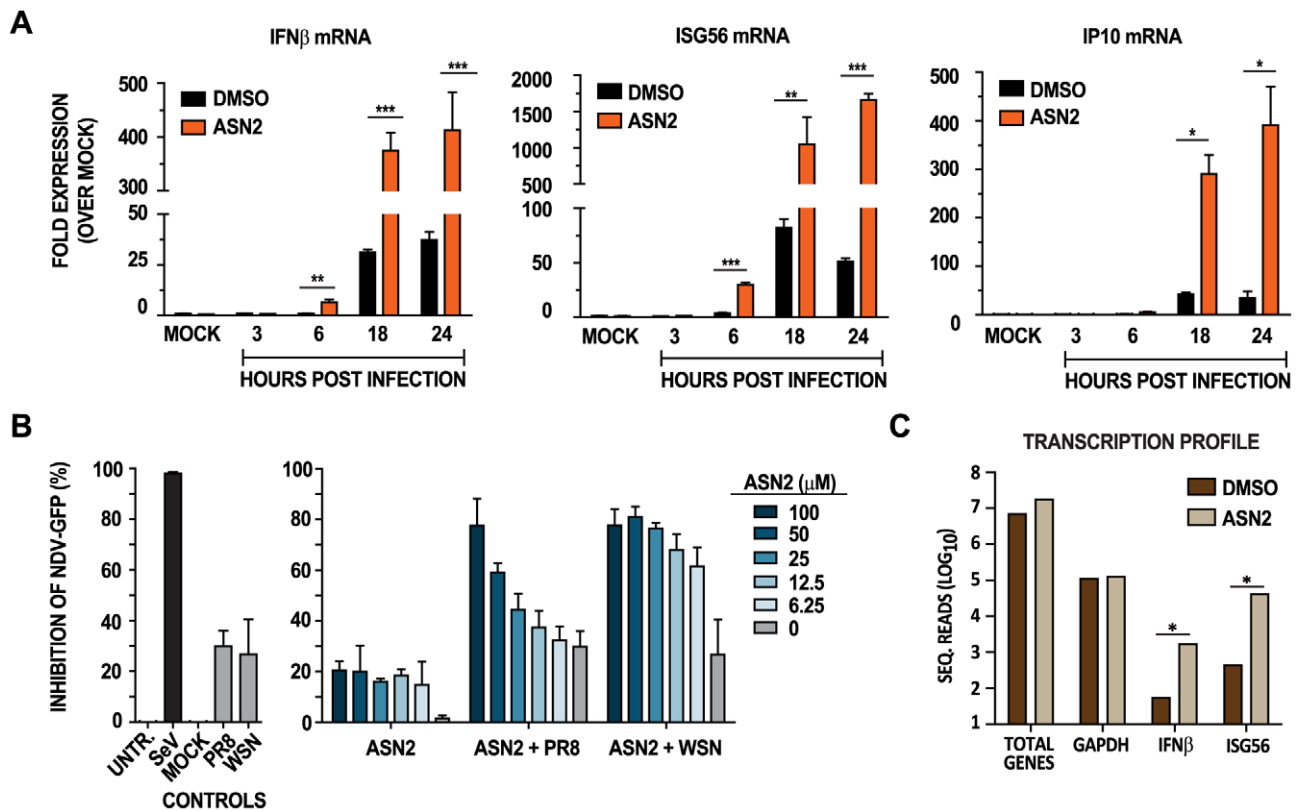 A
IFNβ mRNA
ISG56 mRNA
IP10 mRNA
FOLD EXPRESSION
(OVER MOCK)
500
400
300
50
25
0
DMSO
ASN2
**
***
***
MOCK
3
6
18
24
HOURS POST INFECTION
2000
1500
1000
500
100
50
0
DMSO
ASN2
***
**
***
MOCK
3
6
18
24
HOURS POST INFECTION
500
400
300
200
100
0
DMSO
ASN2
*
*
MOCK
3
6
18
24
HOURS POST INFECTION
B
INHIBITION OF NDV-GFP (%)
100
80
60
40
20
0
UNTR.
SeV
MOCK
PR8
WSN
CONTROLS
100
80
60
40
20
0
ASN2
ASN2 + PR8
ASN2 + WSN
ASN2 (μM)
100
50
25
12.5
6.25
0
C
TRANSCRIPTION PROFILE
SEQ. READS (LOG10)
7
6
5
4
3
2
1
DMSO
ASN2
*
*
TOTAL
GENES
GAPDH
IFNβ
ISG56